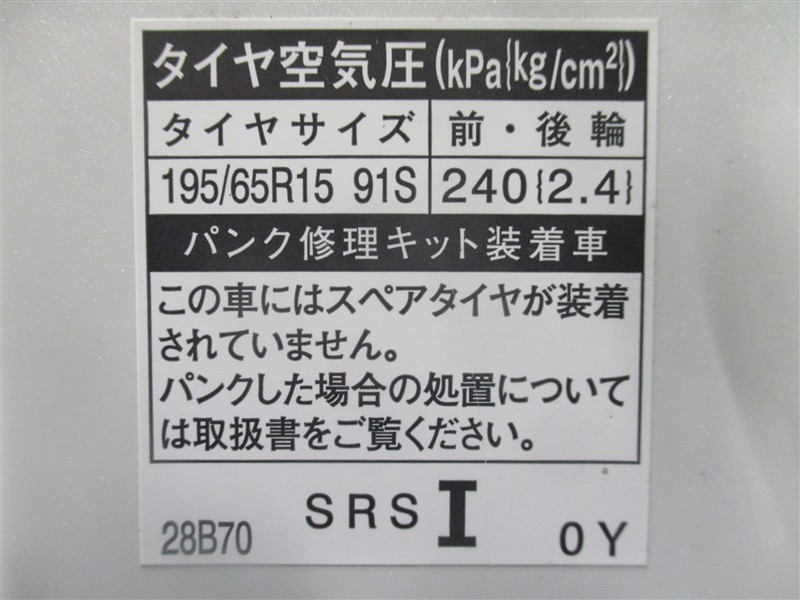 タイヤ空気圧(kPa{kg/cm²})
タイヤサイズ 前・後輪
195/65R15 91S 240{2.4}
パンク修理キット装着車
この車にはスペアタイヤが装着
されていません。
パンクした場合の処置について
は取扱書をご覧ください。
28B70 SRS I 0Y